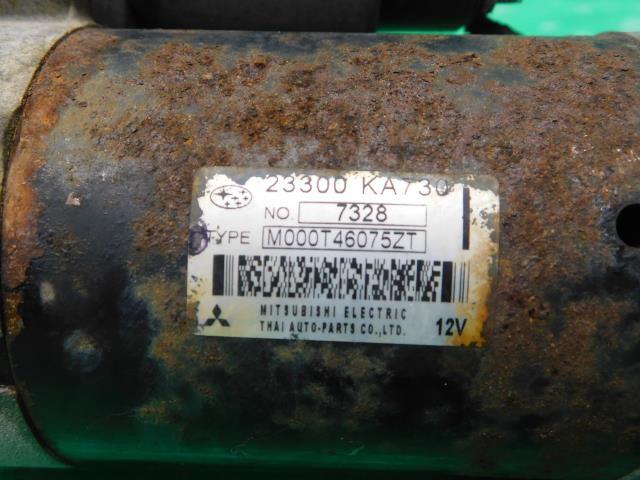 23300 KA730
NO. 7328
TYPE M000T46075ZT
MITSUBISHI ELECTRIC
THAI AUTO-PARTS CO.,LTD. 12V